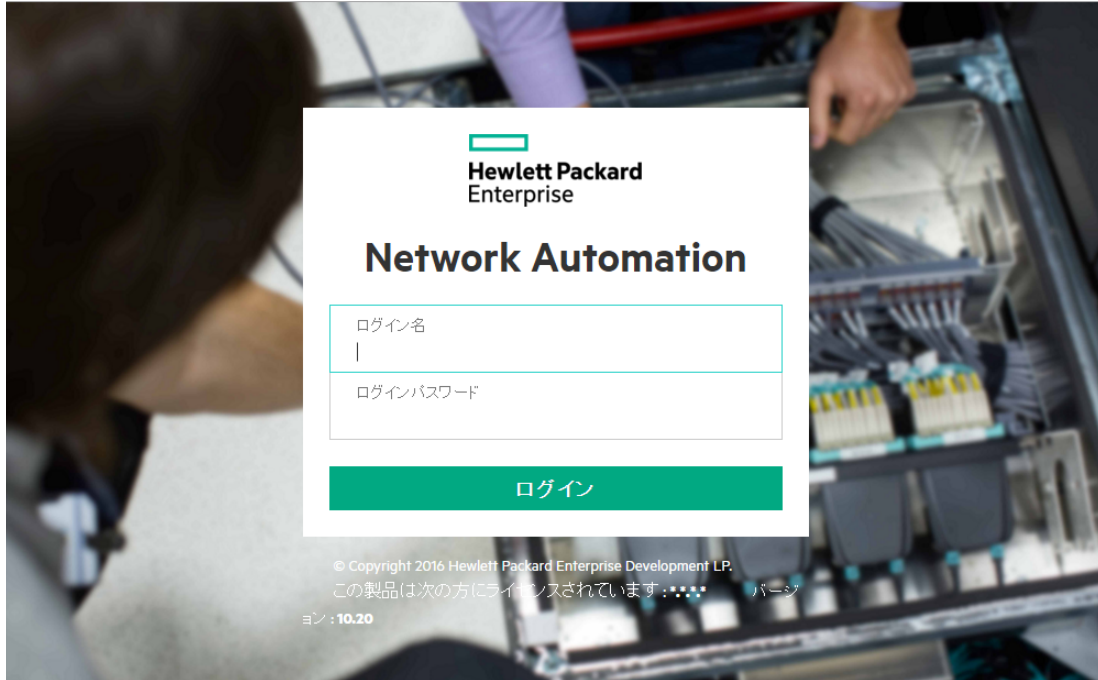 Hewlett Packard
Enterprise
Network Automation
ログイン名
ログインパスワード
ログイン
© Copyright 2016 Hewlett Packard Enterprise Development LP.
この製品は次の方にライセンスされています : バージ
ョン : 10.20